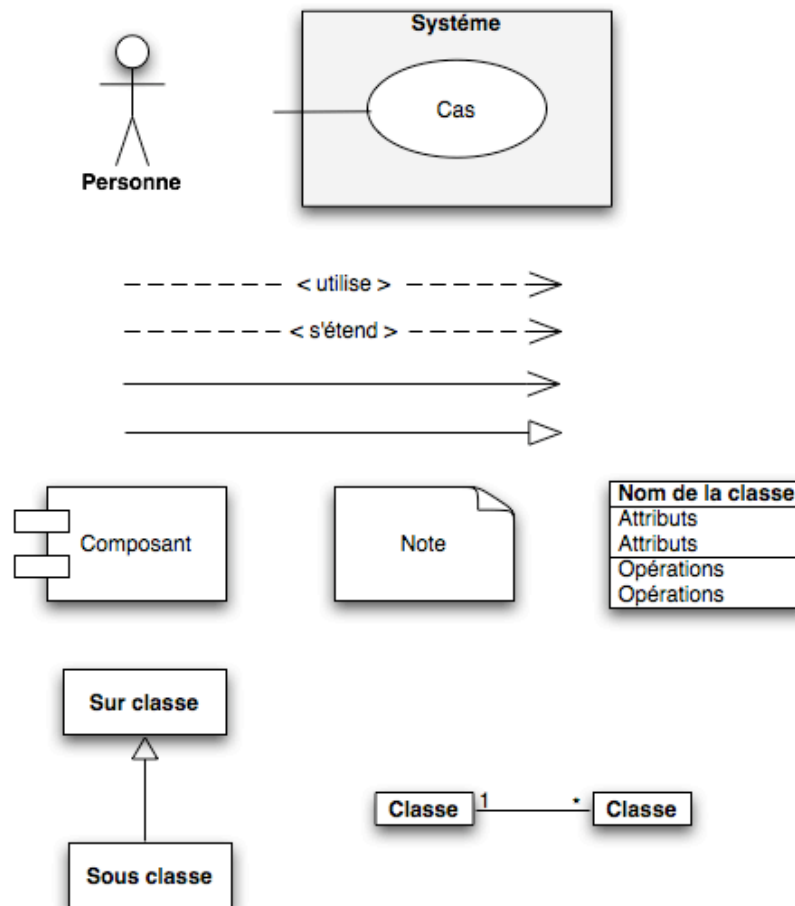 Systéme
Cas
Personne
< utilise >
< s'étend >
Composant
Note
Nom de la classe
Attributs
Attributs
Opérations
Opérations
Sur classe
Sous classe
Classe 1 * Classe